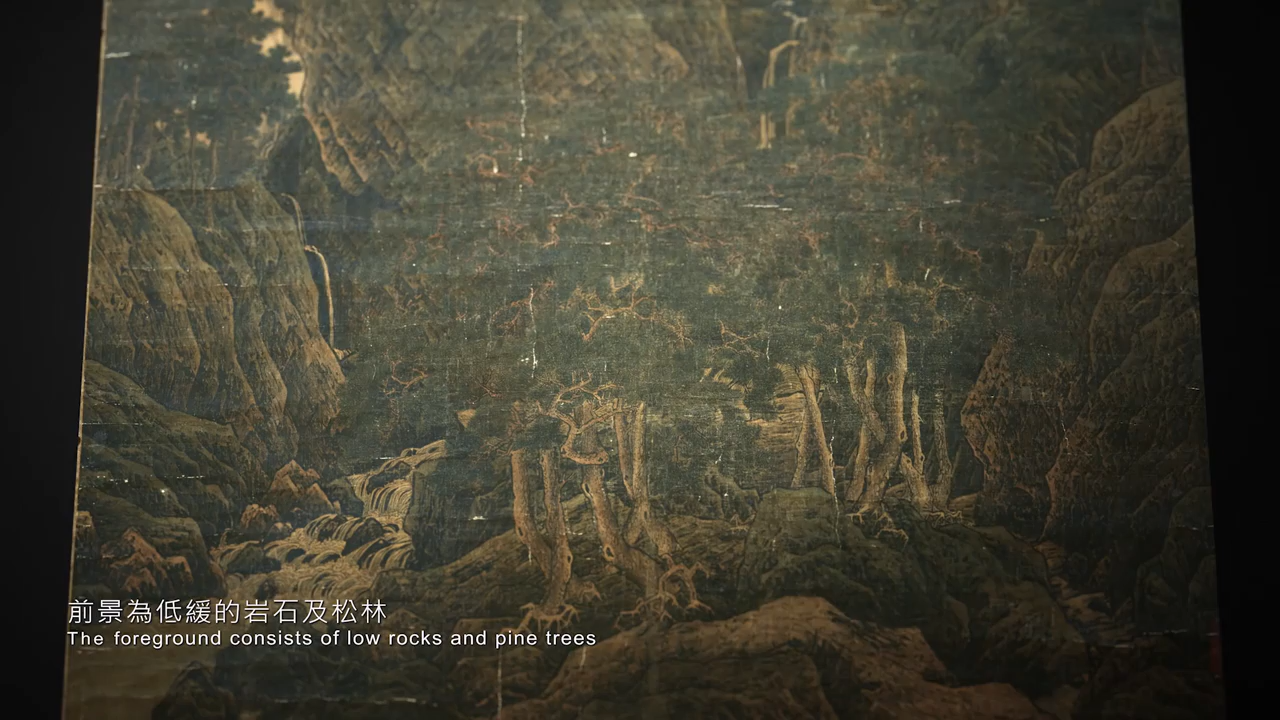 前景為低緩的岩石及松林
The foreground consists of low rocks and pine trees